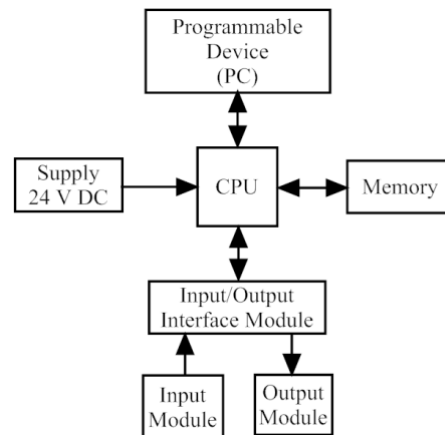 Programmable
Device
(PC)
Supply
24 V DC
CPU
Memory
Input/Output
Interface Module
Input
Module
Output
Module